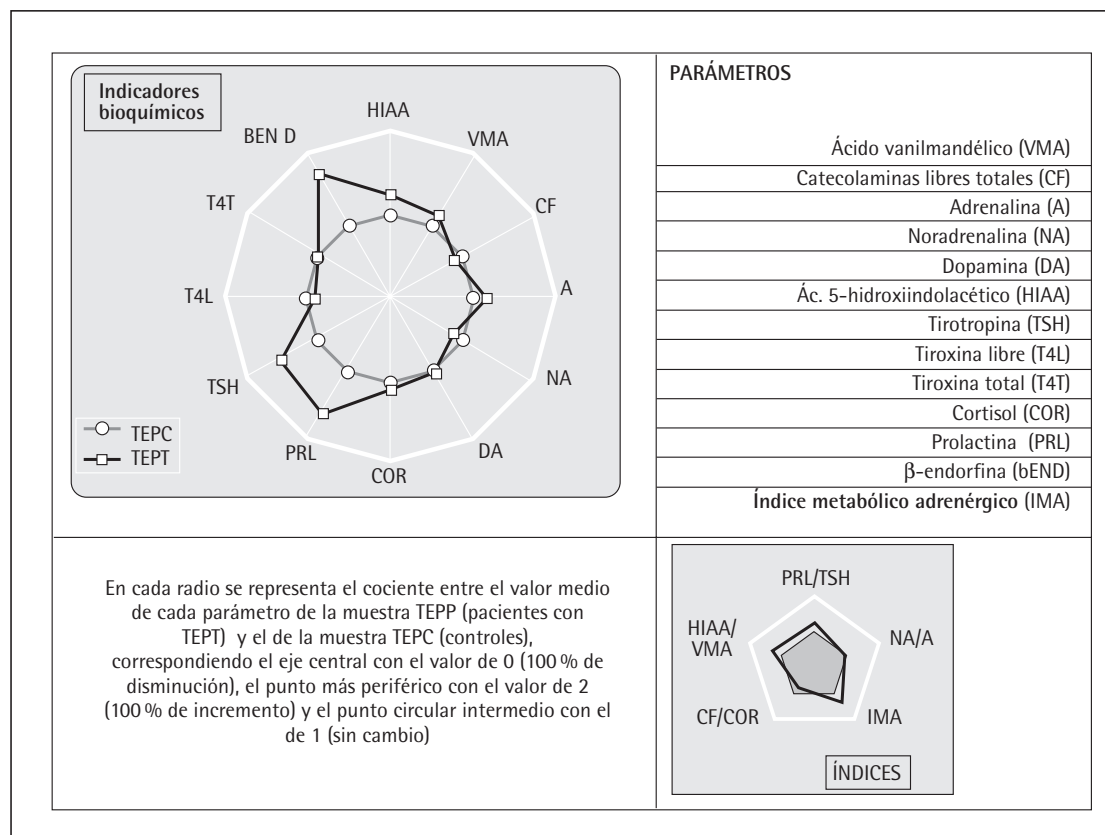 Indicadores
bioquímicos
HIAA
VMA
CF
A
NA
DA
COR
PRL
TSH
T4L
T4T
BEN D
TEPC
TEPT
PARÁMETROS
Ácido vanilmandélico (VMA)
Catecolaminas libres totales (CF)
Adrenalina (A)
Noradrenalina (NA)
Dopamina (DA)
Ác. 5-hidroxiindolacético (HIAA)
Tirotropina (TSH)
Tiroxina libre (T4L)
Tiroxina total (T4T)
Cortisol (COR)
Prolactina (PRL)
β-endorfina (bEND)
Índice metabólico adrenérgico (IMA)
En cada radio se representa el cociente entre el valor medio
de cada parámetro de la muestra TEPP (pacientes con
TEPT) y el de la muestra TEPC (controles),
correspondiendo el eje central con el valor de 0 (100 % de
disminución), el punto más periférico con el valor de 2
(100 % de incremento) y el punto circular intermedio con el
de 1 (sin cambio)
PRL/TSH
NA/A
IMA
CF/COR
HIAA/
VMA
ÍNDICES